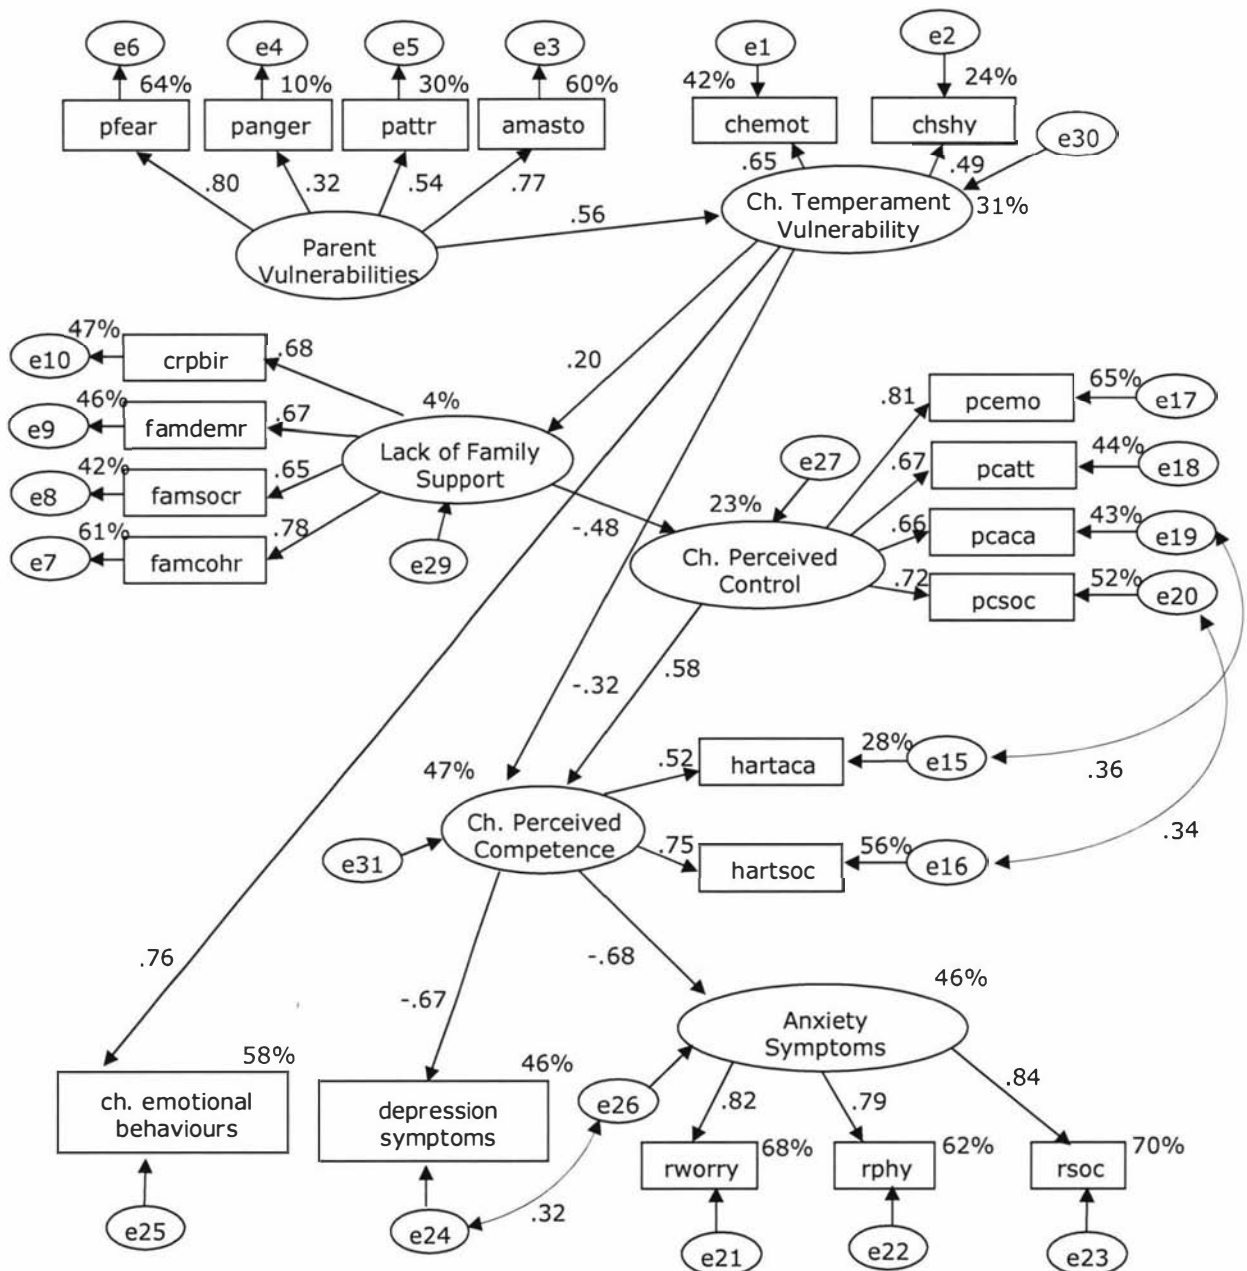 e6 e4 e5 e3 e1 e2
64% 10% 30% 60% 42% 24%
pfear panger pattr amasto chemot chshy e30
.80 .32 .54 .77 .65 .49
.56 Ch. Temperament 31%
Vulnerability
Parent
Vulnerabilities
47%
e10 crpbir .68 .20
46% 4%
e9 famdemr .67
.81 pcemo 65% e17
Lack of Family
Support
42%
e8 famsocr .65
e27 .67 pcatt 44% e18
23%
61%
e7 famcohr .78
e29 -.48 .66 pcaca 43% e19
Ch. Perceived
Control
.72 pcsoc 52% e20
-.32 .58
47% .52 hartaca 28% e15
.36
Ch. Perceived
Competence
.34
e31 .75 hartsoc 56% e16
.76 -.68
-.67 46%
Anxiety
Symptoms
58% 46%
ch. emotional
behaviours
depression
symptoms
e26 .82 .79 .84
rworry 68% rphy 62% rsoc 70%
e25 e24 .32 e21 e22 e23